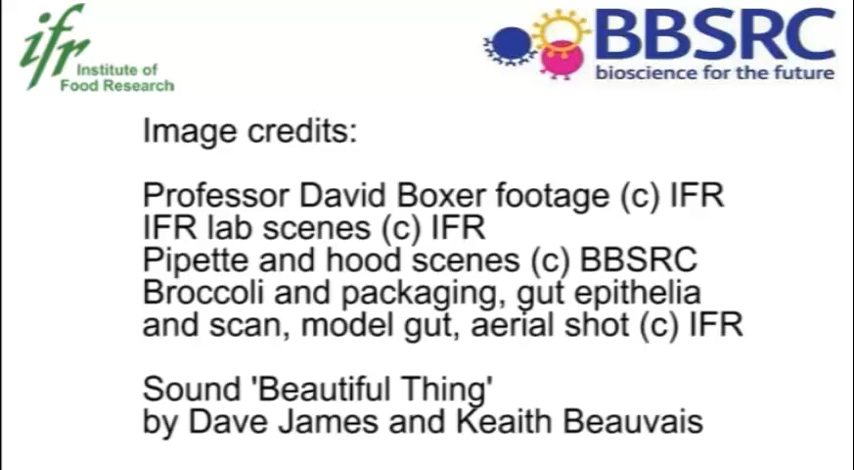 ifr
Institute of
Food Research
BBSRC
bioscience for the future
Image credits:
Professor David Boxer footage (c) IFR
IFR lab scenes (c) IFR
Pipette and hood scenes (c) BBSRC
Broccoli and packaging, gut epithelia
and scan, model gut, aerial shot (c) IFR
Sound 'Beautiful Thing'
by Dave James and Keaith Beauvais